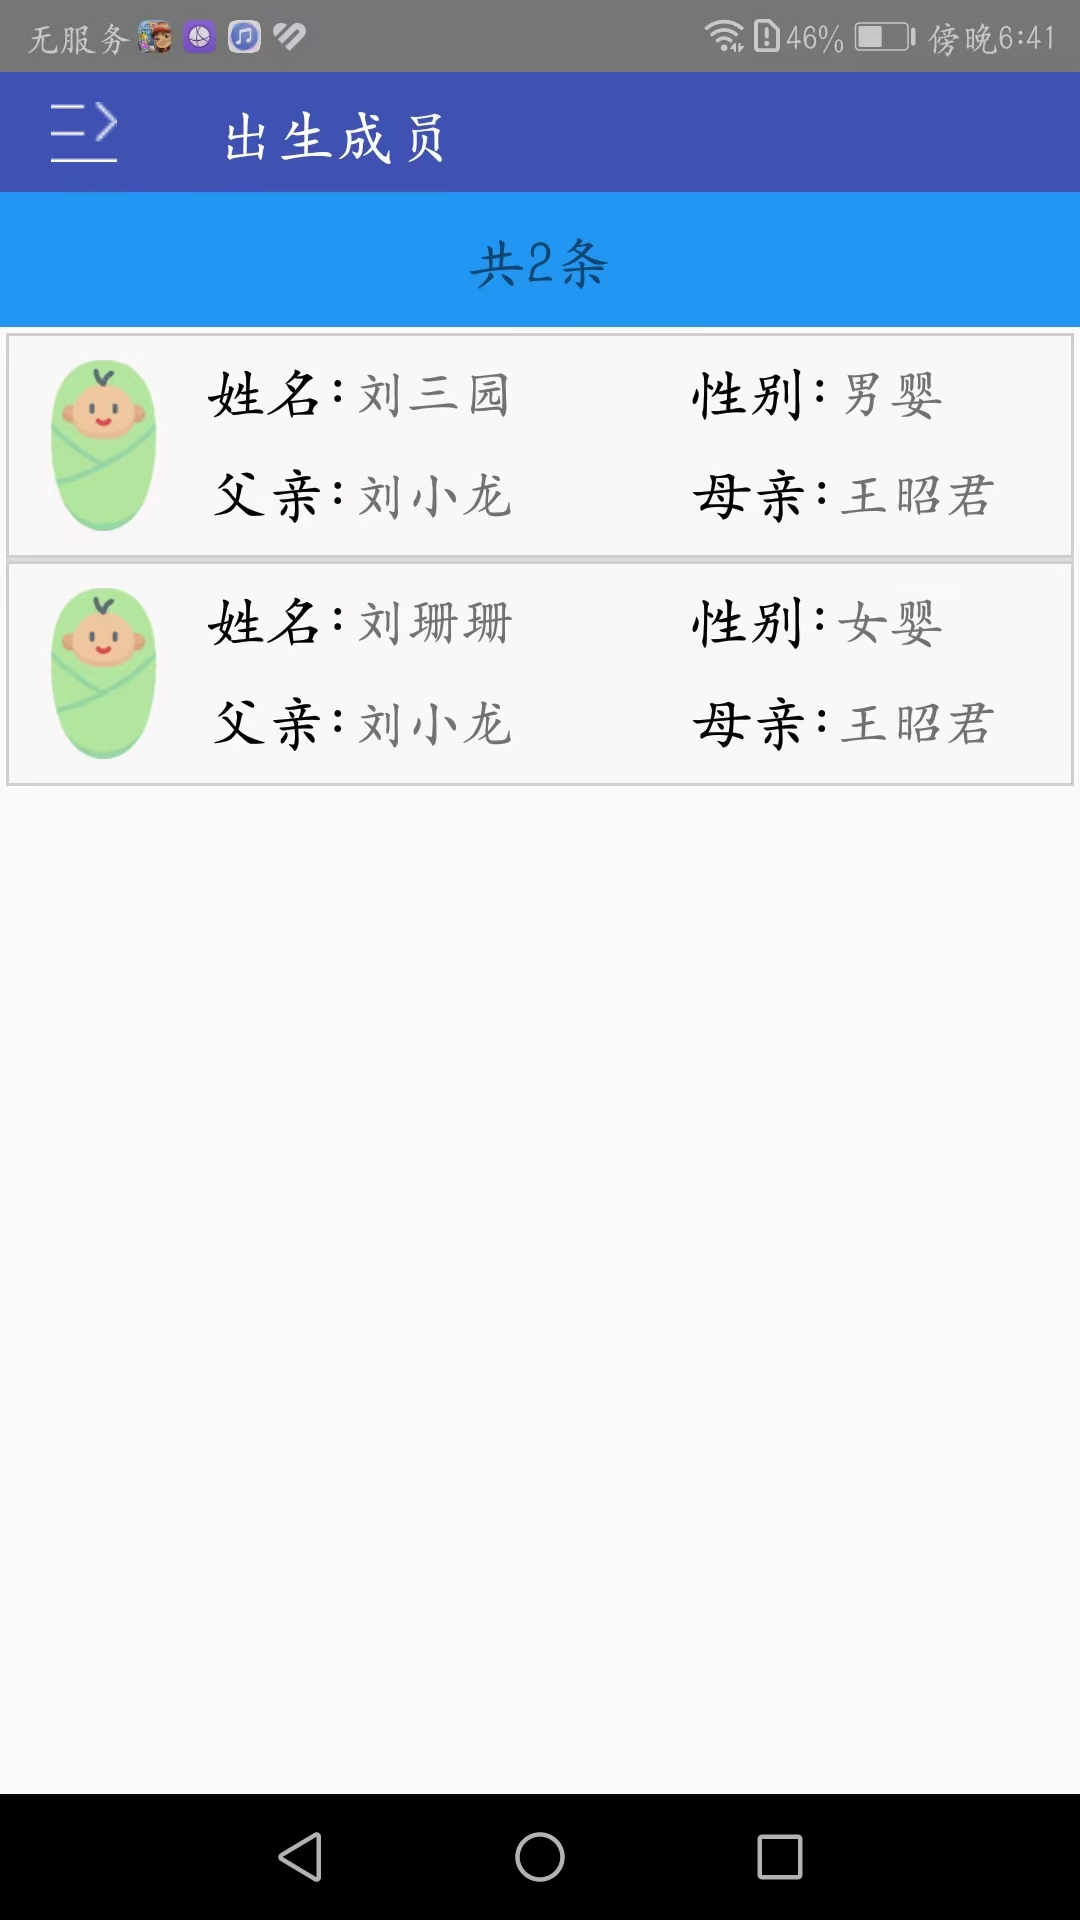 无服务 46% 傍晚6:41
出生成员
共2条
姓名:刘三园 性别:男婴
父亲:刘小龙 母亲:王昭君
姓名:刘珊珊 性别:女婴
父亲:刘小龙 母亲:王昭君